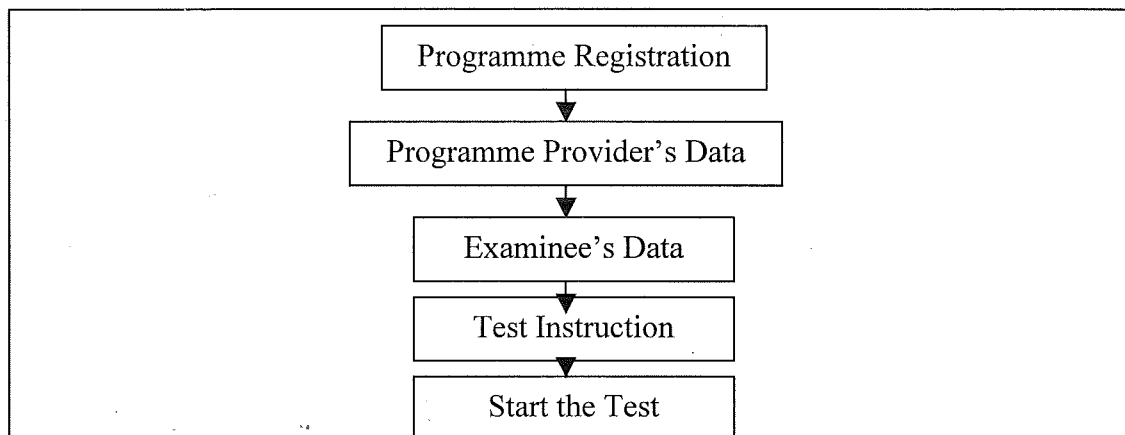 Programme Registration
Programme Provider’s Data
Examinee’s Data
Test Instruction
Start the Test